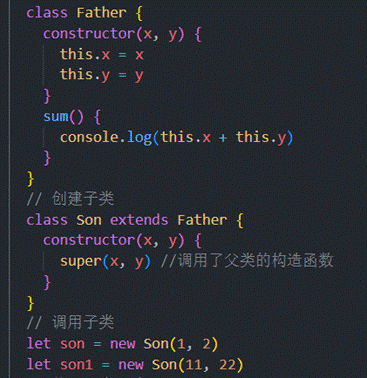 class Father {
constructor(x, y) {
this.x = x
this.y = y
}
sum() {
console.log(this.x + this.y)
}
}
// 创建子类
class Son extends Father {
constructor(x, y) {
super(x, y) //调用了父类的构造函数
}
}
// 调用子类
let son = new Son(1, 2)
let son1 = new Son(11, 22)